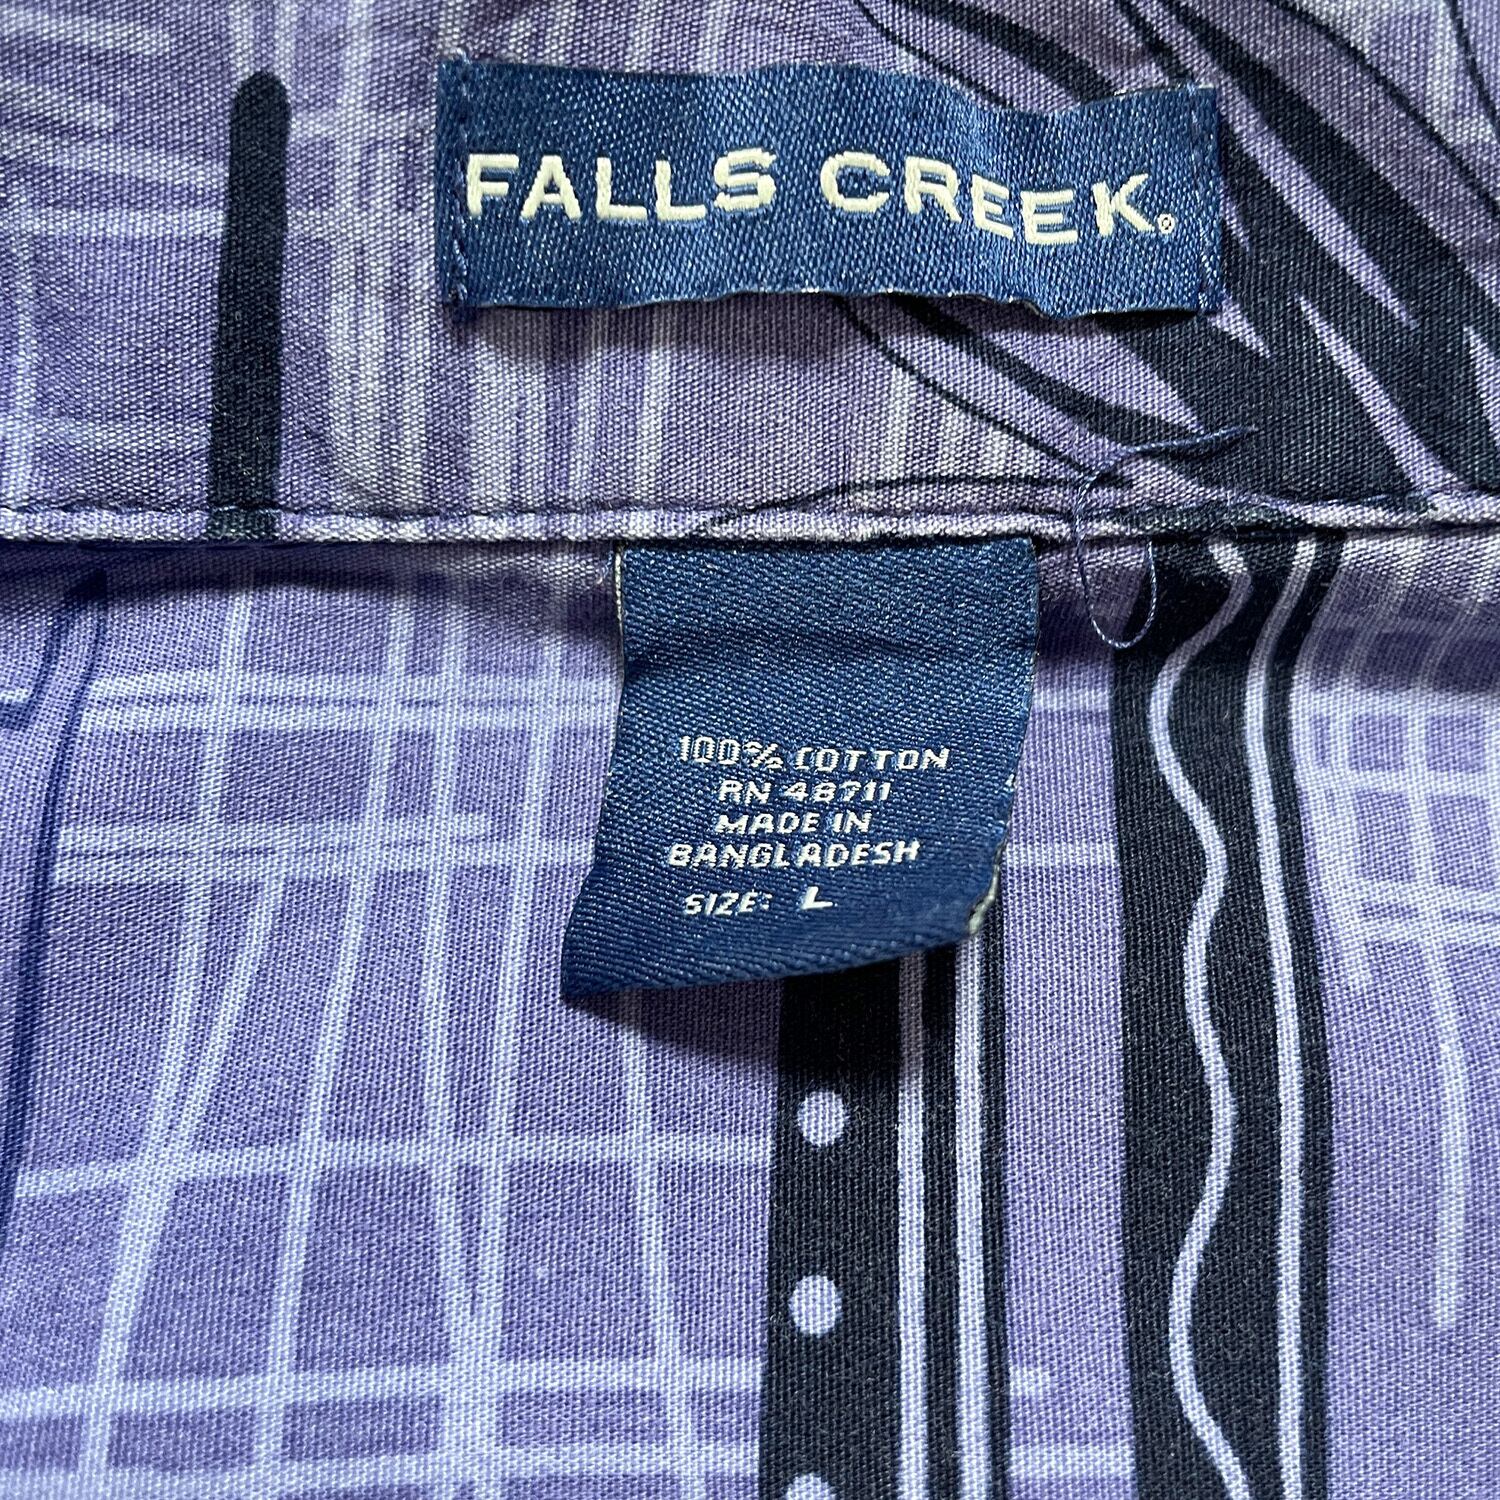 FALLS CREEK®
100% COTTON
RN 48711
MADE IN
BANGLADESH
SIZE: L